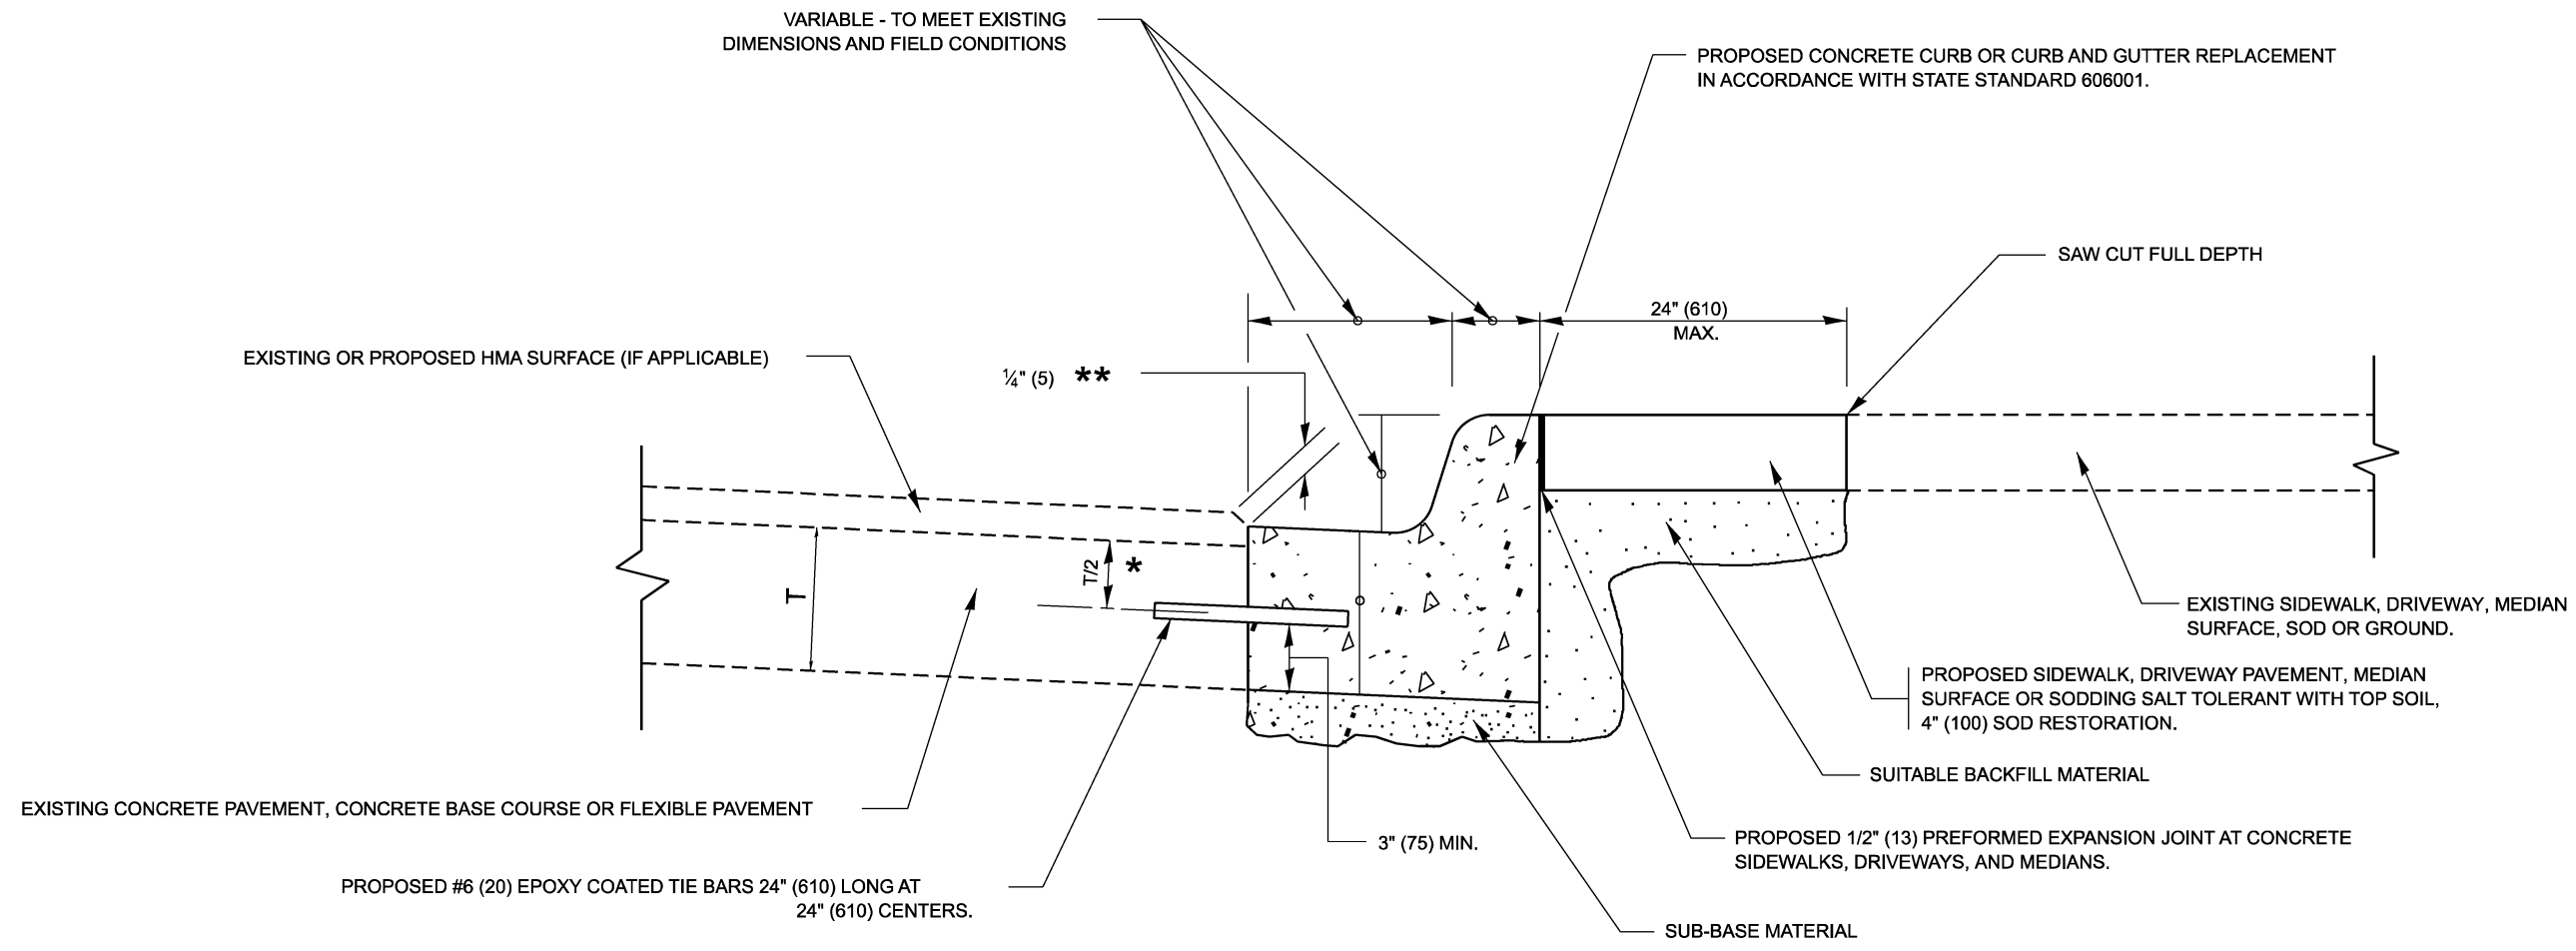 VARIABLE - TO MEET EXISTING
DIMENSIONS AND FIELD CONDITIONS
PROPOSED CONCRETE CURB OR CURB AND GUTTER REPLACEMENT
IN ACCORDANCE WITH STATE STANDARD 606001.
SAW CUT FULL DEPTH
24" (610)
MAX.
EXISTING OR PROPOSED HMA SURFACE (IF APPLICABLE)
¼" (5) **
T
T/2 *
EXISTING SIDEWALK, DRIVEWAY, MEDIAN
SURFACE, SOD OR GROUND.
PROPOSED SIDEWALK, DRIVEWAY PAVEMENT, MEDIAN
SURFACE OR SODDING SALT TOLERANT WITH TOP SOIL,
4" (100) SOD RESTORATION.
SUITABLE BACKFILL MATERIAL
EXISTING CONCRETE PAVEMENT, CONCRETE BASE COURSE OR FLEXIBLE PAVEMENT
3" (75) MIN.
PROPOSED 1/2" (13) PREFORMED EXPANSION JOINT AT CONCRETE
SIDEWALKS, DRIVEWAYS, AND MEDIANS.
PROPOSED #6 (20) EPOXY COATED TIE BARS 24" (610) LONG AT
24" (610) CENTERS.
SUB-BASE MATERIAL